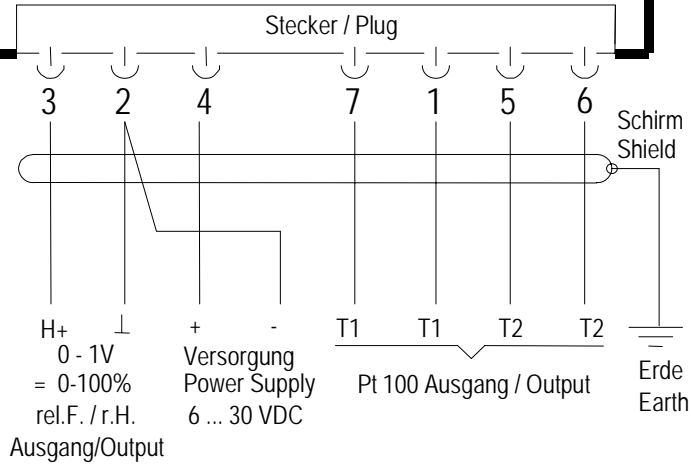 Stecker / Plug
3 2 4 7 1 5 6
Schirm
Shield
H+ ⊥ + - T1 T1 T2 T2
0 - 1V
= 0-100%
rel.F. / r.H.
Ausgang/Output
Versorgung
Power Supply
6 ... 30 VDC
Pt 100 Ausgang / Output
Erde
Earth